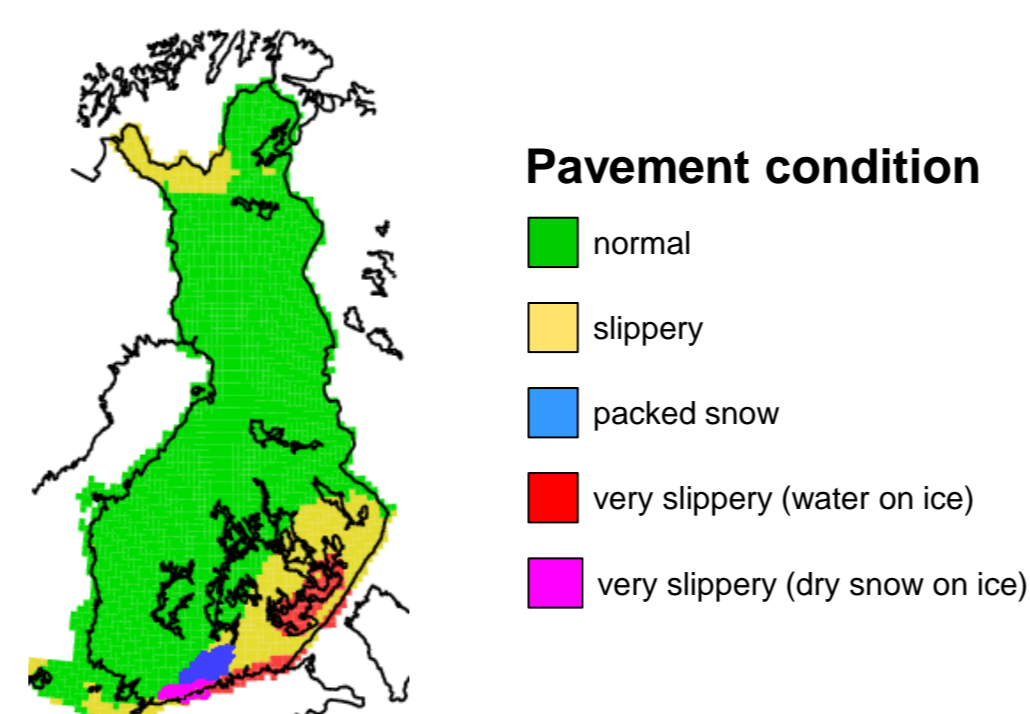 Pavement condition
normal
slippery
packed snow
very slippery (water on ice)
very slippery (dry snow on ice)